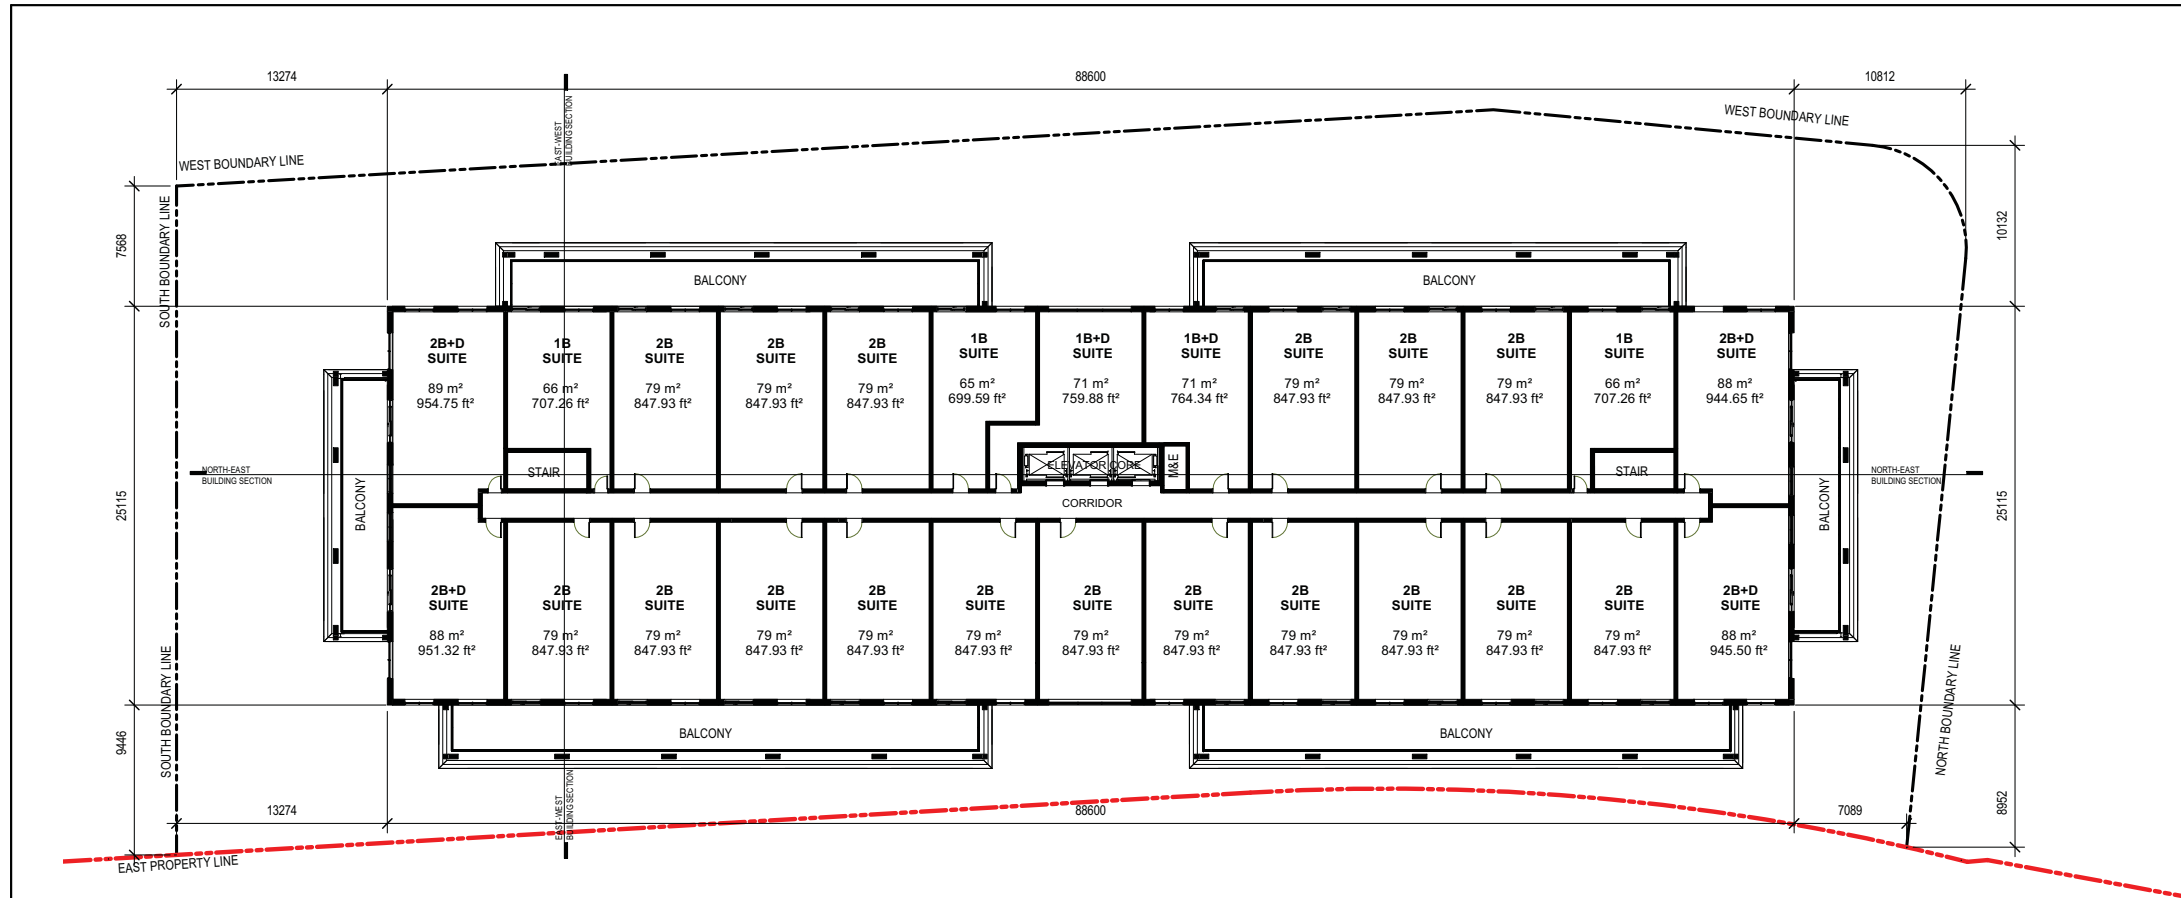 13274
88600
10812
EAST-WEST
BUILDING SECTION
WEST BOUNDARY LINE
WEST BOUNDARY LINE
SOUTH BOUNDARY LINE
7568
10132
BALCONY
BALCONY
2B+D
SUITE
89 m²
954.75 ft²
1B
SUITE
66 m²
707.26 ft²
2B
SUITE
79 m²
847.93 ft²
2B
SUITE
79 m²
847.93 ft²
2B
SUITE
79 m²
847.93 ft²
1B
SUITE
65 m²
699.59 ft²
1B+D
SUITE
71 m²
759.88 ft²
1B+D
SUITE
71 m²
764.34 ft²
2B
SUITE
79 m²
847.93 ft²
2B
SUITE
79 m²
847.93 ft²
2B
SUITE
79 m²
847.93 ft²
1B
SUITE
66 m²
707.26 ft²
2B+D
SUITE
88 m²
944.65 ft²
NORTH-EAST
BUILDING SECTION
STAIR
ELEVATOR CORE
M&E
STAIR
NORTH-EAST
BUILDING SECTION
25115
BALCONY
CORRIDOR
BALCONY
25115
2B+D
SUITE
88 m²
951.32 ft²
2B
SUITE
79 m²
847.93 ft²
2B
SUITE
79 m²
847.93 ft²
2B
SUITE
79 m²
847.93 ft²
2B
SUITE
79 m²
847.93 ft²
2B
SUITE
79 m²
847.93 ft²
2B
SUITE
79 m²
847.93 ft²
2B
SUITE
79 m²
847.93 ft²
2B
SUITE
79 m²
847.93 ft²
2B
SUITE
79 m²
847.93 ft²
2B
SUITE
79 m²
847.93 ft²
2B
SUITE
79 m²
847.93 ft²
2B+D
SUITE
88 m²
945.50 ft²
SOUTH BOUNDARY LINE
NORTH BOUNDARY LINE
9446
BALCONY
BALCONY
8952
EAST-WEST
BUILDING SECTION
13274
88600
7089
EAST PROPERTY LINE